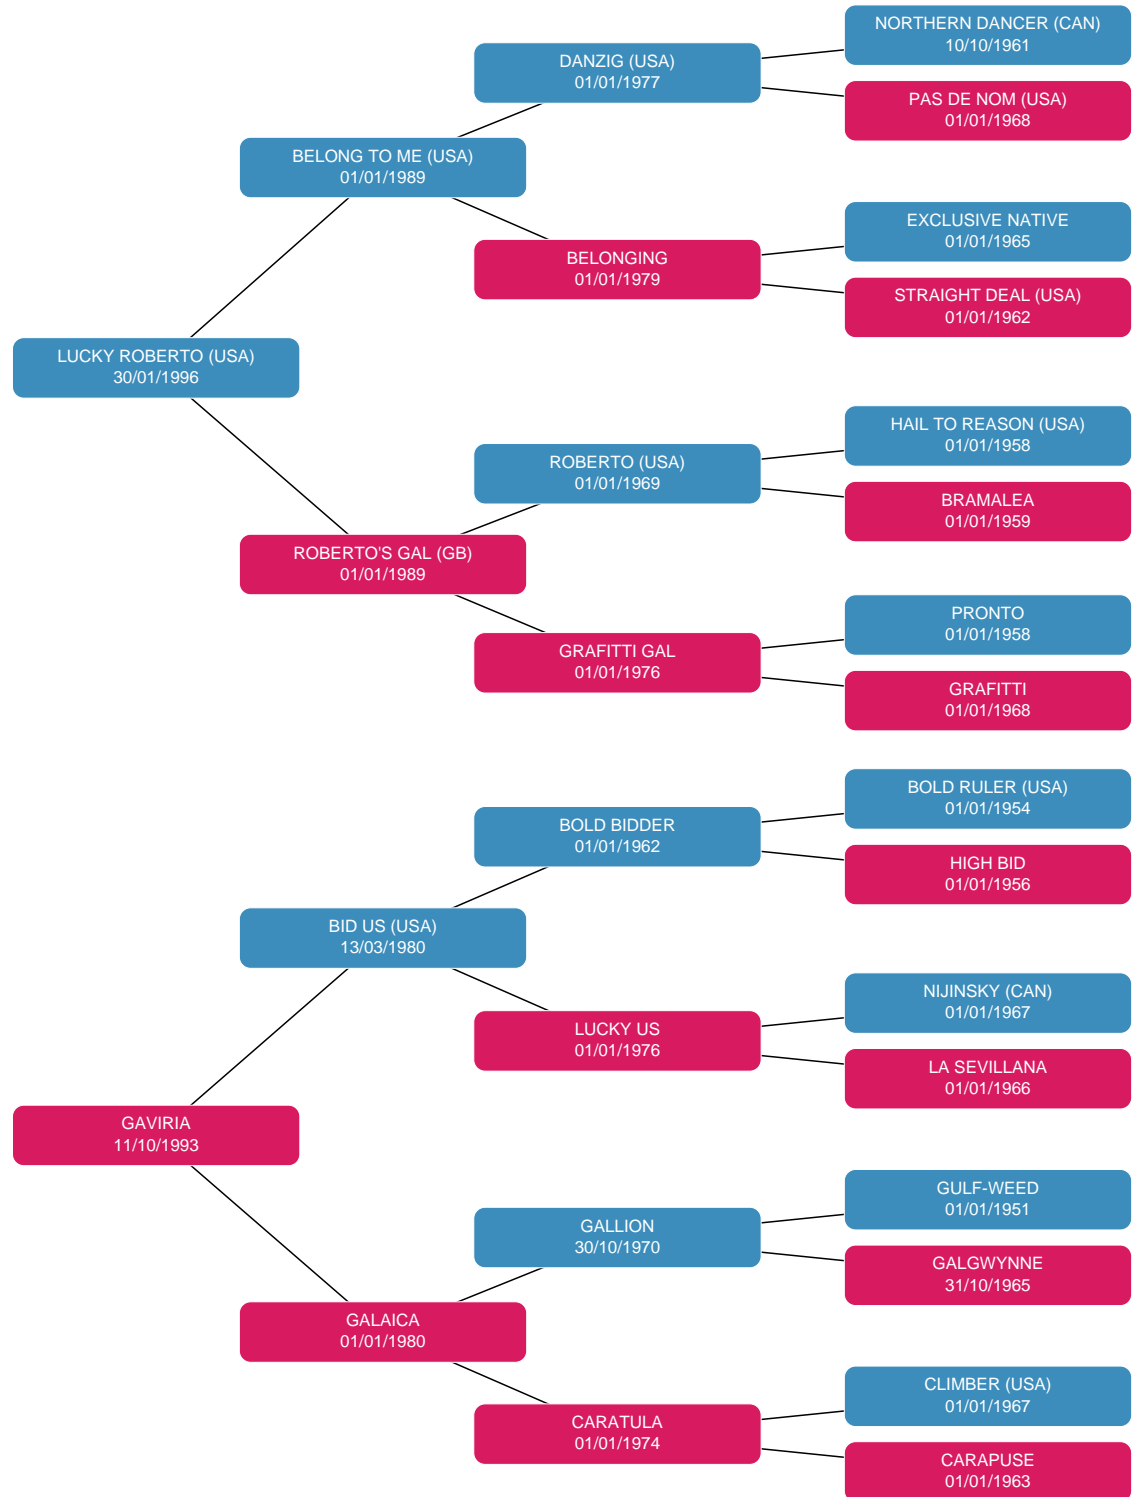 NORTHERN DANCER (CAN)
10/10/1961
DANZIG (USA)
01/01/1977
PAS DE NOM (USA)
01/01/1968
BELONG TO ME (USA)
01/01/1989
EXCLUSIVE NATIVE
01/01/1965
BELONGING
01/01/1979
STRAIGHT DEAL (USA)
01/01/1962
LUCKY ROBERTO (USA)
30/01/1996
HAIL TO REASON (USA)
01/01/1958
ROBERTO (USA)
01/01/1969
BRAMALEA
01/01/1959
ROBERTO'S GAL (GB)
01/01/1989
PRONTO
01/01/1958
GRAFITTI GAL
01/01/1976
GRAFITTI
01/01/1968
BOLD RULER (USA)
01/01/1954
BOLD BIDDER
01/01/1962
HIGH BID
01/01/1956
BID US (USA)
13/03/1980
NIJINSKY (CAN)
01/01/1967
LUCKY US
01/01/1976
LA SEVILLANA
01/01/1966
GAVIRIA
11/10/1993
GULF-WEED
01/01/1951
GALLION
30/10/1970
GALGWYNNE
31/10/1965
GALAICA
01/01/1980
CLIMBER (USA)
01/01/1967
CARATULA
01/01/1974
CARAPUSE
01/01/1963